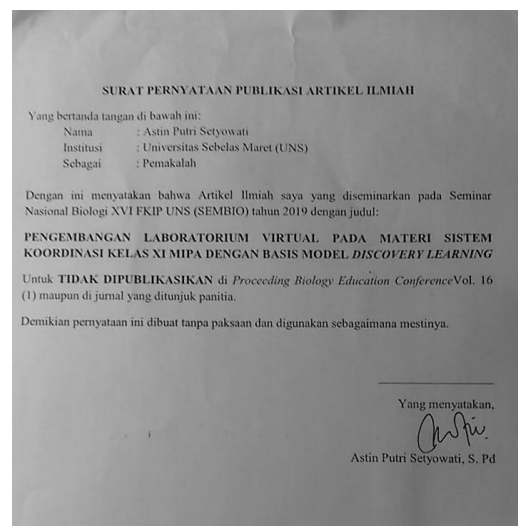 SURAT PERNYATAAN PUBLIKASI ARTIKEL ILMIAH
Yang bertanda tangan di bawah ini:
Nama : Astin Putri Setyowati
Institusi : Universitas Sebelas Maret (UNS)
Sebagai : Pemakalah
Dengan ini menyatakan bahwa Artikel Ilmiah saya yang diseminarkan pada Seminar
Nasional Biologi XVI FKIP UNS (SEMBIO) tahun 2019 dengan judul:
PENGEMBANGAN LABORATORIUM VIRTUAL PADA MATERI SISTEM
KOORDINASI KELAS XI MIPA DENGAN BASIS MODEL DISCOVERY LEARNING
Untuk TIDAK DIPUBLIKASIKAN di Proceeding Biology Education ConferenceVol. 16
(1) maupun di jurnal yang ditunjuk panitia.
Demikian pernyataan ini dibuat tanpa paksaan dan digunakan sebagaimana mestinya.
Yang menyatakan,
Astin Putri Setyowati, S. Pd